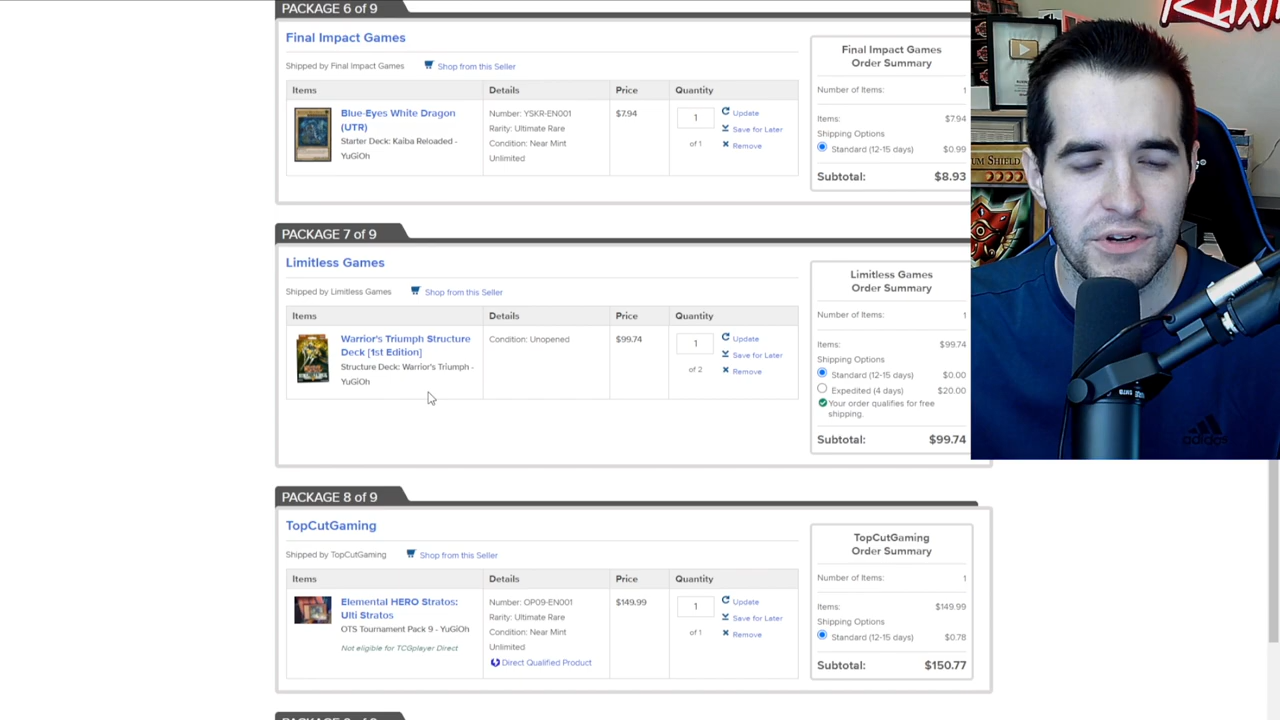 PACKAGE 6 of 9
Final Impact Games
Shipped by Final Impact Games
Shop from this Seller
Items Details Price Quantity
Blue-Eyes White Dragon
(UTR)
Starter Deck: Kaiba Reloaded -
YuGiOh
Number: YSKR-EN001
Rarity: Ultimate Rare
Condition: Near Mint
Unlimited
$7.94
1
of 1
Update
Save for Later
Remove
Final Impact Games
Order Summary
Number of Items: 1
Items: $7.94
Shipping Options
Standard (12-15 days) $0.99
Subtotal: $8.93
PACKAGE 7 of 9
Limitless Games
Shipped by Limitless Games
Shop from this Seller
Items Details Price Quantity
Warrior's Triumph Structure
Deck [1st Edition]
Structure Deck: Warrior's Triumph -
YuGiOh
Condition: Unopened
$99.74
1
of 2
Update
Save for Later
Remove
Limitless Games
Order Summary
Number of Items: 1
Items: $99.74
Shipping Options
Standard (12-15 days) $0.00
Expedited (4 days) $20.00
Your order qualifies for free
shipping.
Subtotal: $99.74
PACKAGE 8 of 9
TopCutGaming
Shipped by TopCutGaming
Shop from this Seller
Items Details Price Quantity
Elemental HERO Stratos:
Ulti Stratos
OTS Tournament Pack 9 - YuGiOh
Not eligible for TCGplayer Direct
Number: OP09-EN001
Rarity: Ultimate Rare
Condition: Near Mint
Unlimited
Direct Qualified Product
$149.99
1
of 1
Update
Save for Later
Remove
TopCutGaming
Order Summary
Number of Items: 1
Items: $149.99
Shipping Options
Standard (12-15 days) $0.78
Subtotal: $150.77
SHIELD
adidas